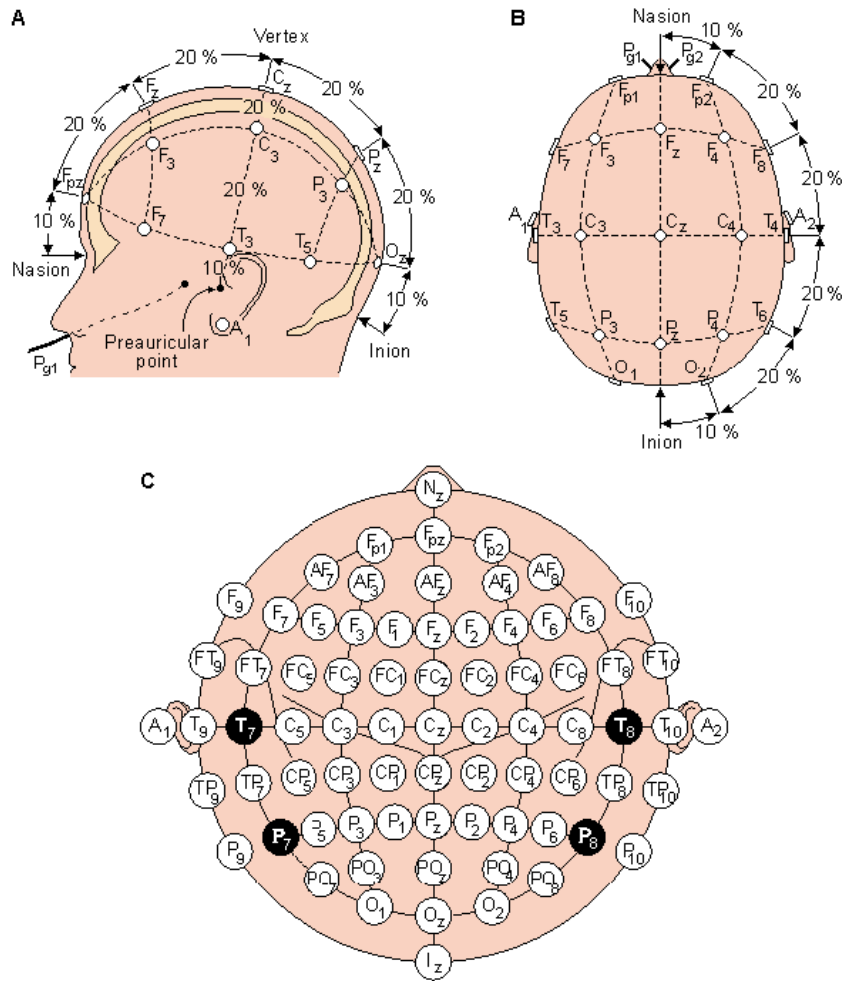 A
Vertex
20 %
20 %
Fz
Cz
20 %
20 %
20 %
Fpz
F3
C3
Pz
10 %
20 %
P3
20 %
F7
T3
T5
Oz
Nasion
10 %
10 %
A1
Preauricular
point
Inion
Pg1
B
Nasion
10 %
Pg1
Pg2
Fp1
Fp2
20 %
F7
F3
Fz
F4
F8
20 %
A1
T3
C3
Cz
C4
T4
A2
20 %
T5
P3
Pz
P4
T6
O1
O2
20 %
10 %
Inion
C
Nz
Fp1 Fpz Fp2
AF7 AF3 AFz AF4 AF8
F9 F7 F5 F3 F1 Fz F2 F4 F6 F8 F10
FT9 FT7 FC5 FC3 FC1 FCz FC2 FC4 FC6 FT8 FT10
A1 T9 T7 C5 C3 C1 Cz C2 C4 C8 T8 T10 A2
TP9 TP7 CP5 CP3 CP1 CPz CP2 CP4 CP6 TP8 TP10
P9 P7 P5 P3 P1 Pz P2 P4 P6 P8 P10
PO7 PO3 POz PO4 PO8
O1 Oz O2
Iz